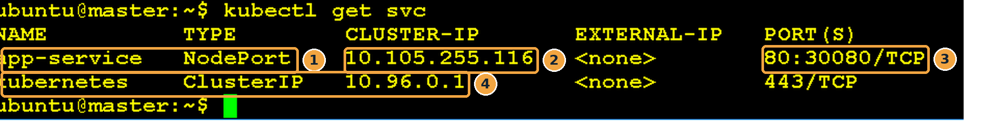 ubuntu@master:~$ kubectl get svc
NAME TYPE CLUSTER-IP EXTERNAL-IP PORT(S)
app-service NodePort 1 10.105.255.116 2 <none> 80:30080/TCP 3
kubernetes ClusterIP 10.96.0.1 4 <none> 443/TCP
ubuntu@master:~$